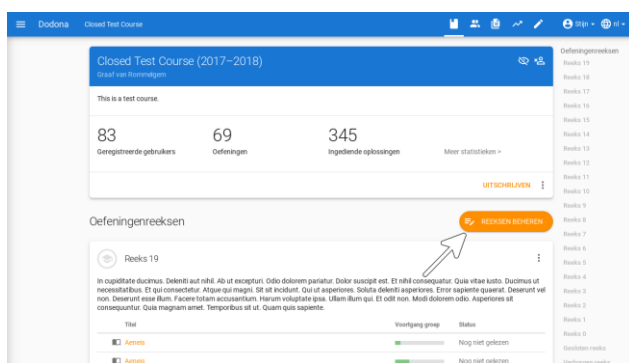 Dodona Closed Test Course Stijn nl
Closed Test Course (2017–2018)
Graaf van Rommelgem
This is a test course.
83 69 345
Geregistreerde gebruikers Oefeningen Ingediende oplossingen Meer statistieken »
UITSCHRIJVEN
Oefeningenreeksen
REEKSEN BEHEREN
Reeks 19
In cupiditate ducimus. Deleniti aut nihil. Ab ut excepturi. Odio dolorem pariatur. Dolor suscipit est. Et nihil consequatur. Quia vitae iusto. Ducimus ut
necessitatibus. Et qui consectetur. Atque qui magni. Sit sit incidunt. Qui ut asperiores. Soluta deleniti asperiores. Error sapiente quaerat. Deserunt vel
non. Deserunt esse illum. Facere totam accusantium. Harum voluptate ipsa. Ullam illum qui. Et odit non. Modi dolorem odio. Asperiores sit
consequuntur. Quia magnam amet. Temporibus sit ut. Quam quis sapiente.
Titel Voortgang groep Status
Aeneis Nog niet gelezen
Aeneis Nog niet gelezen
Oefeningenreeksen
Reeks 19
Reeks 18
Reeks 17
Reeks 16
Reeks 15
Reeks 14
Reeks 13
Reeks 12
Reeks 11
Reeks 10
Reeks 9
Reeks 8
Reeks 7
Reeks 6
Reeks 5
Reeks 4
Reeks 3
Reeks 2
Reeks 1
Reeks 0
Gesloten reeks
Verborgen reeks